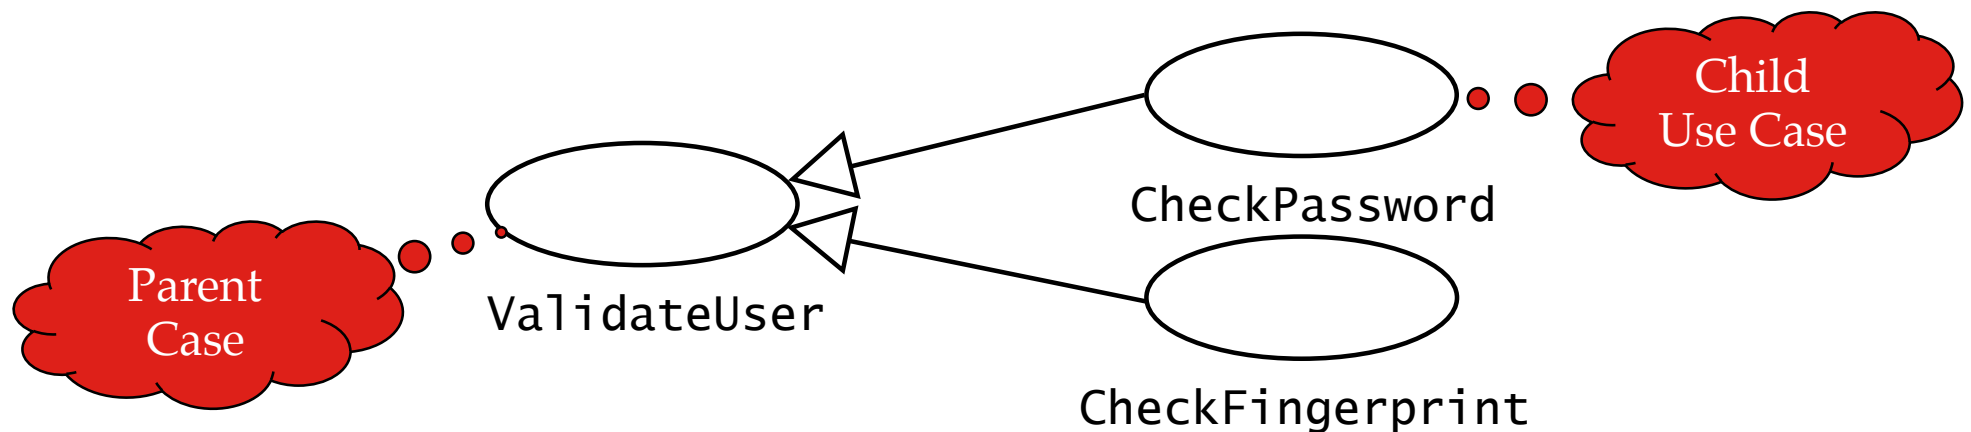 Child
Use Case
CheckPassword
Parent
Case
ValidateUser
CheckFingerprint